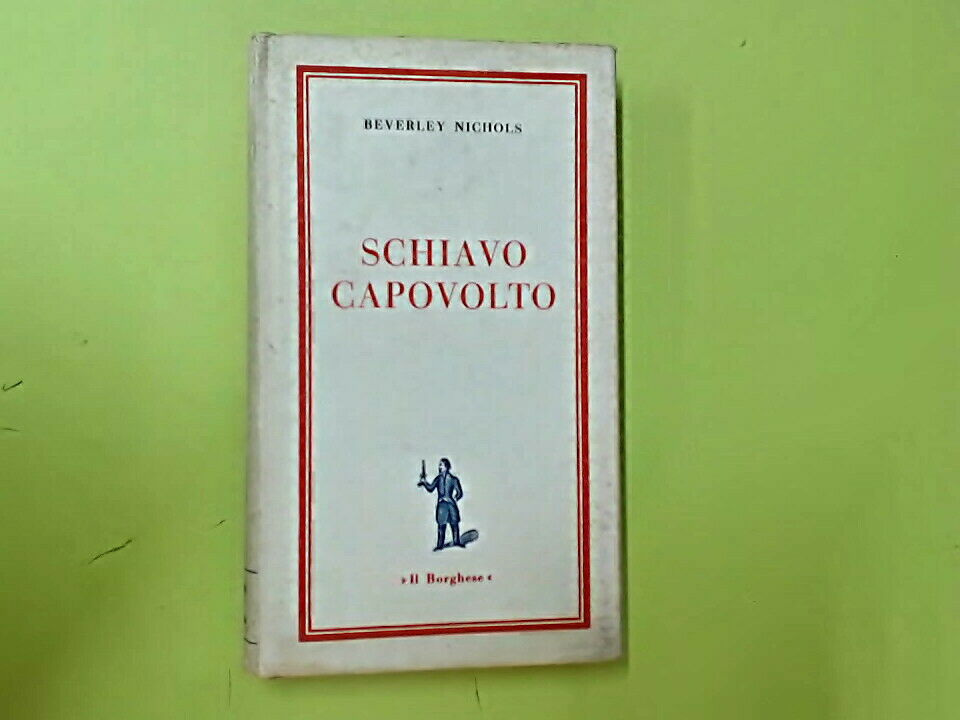 BEVERLEY NICHOLS
SCHIAVO
CAPOVOLTO
»Il Borghese«